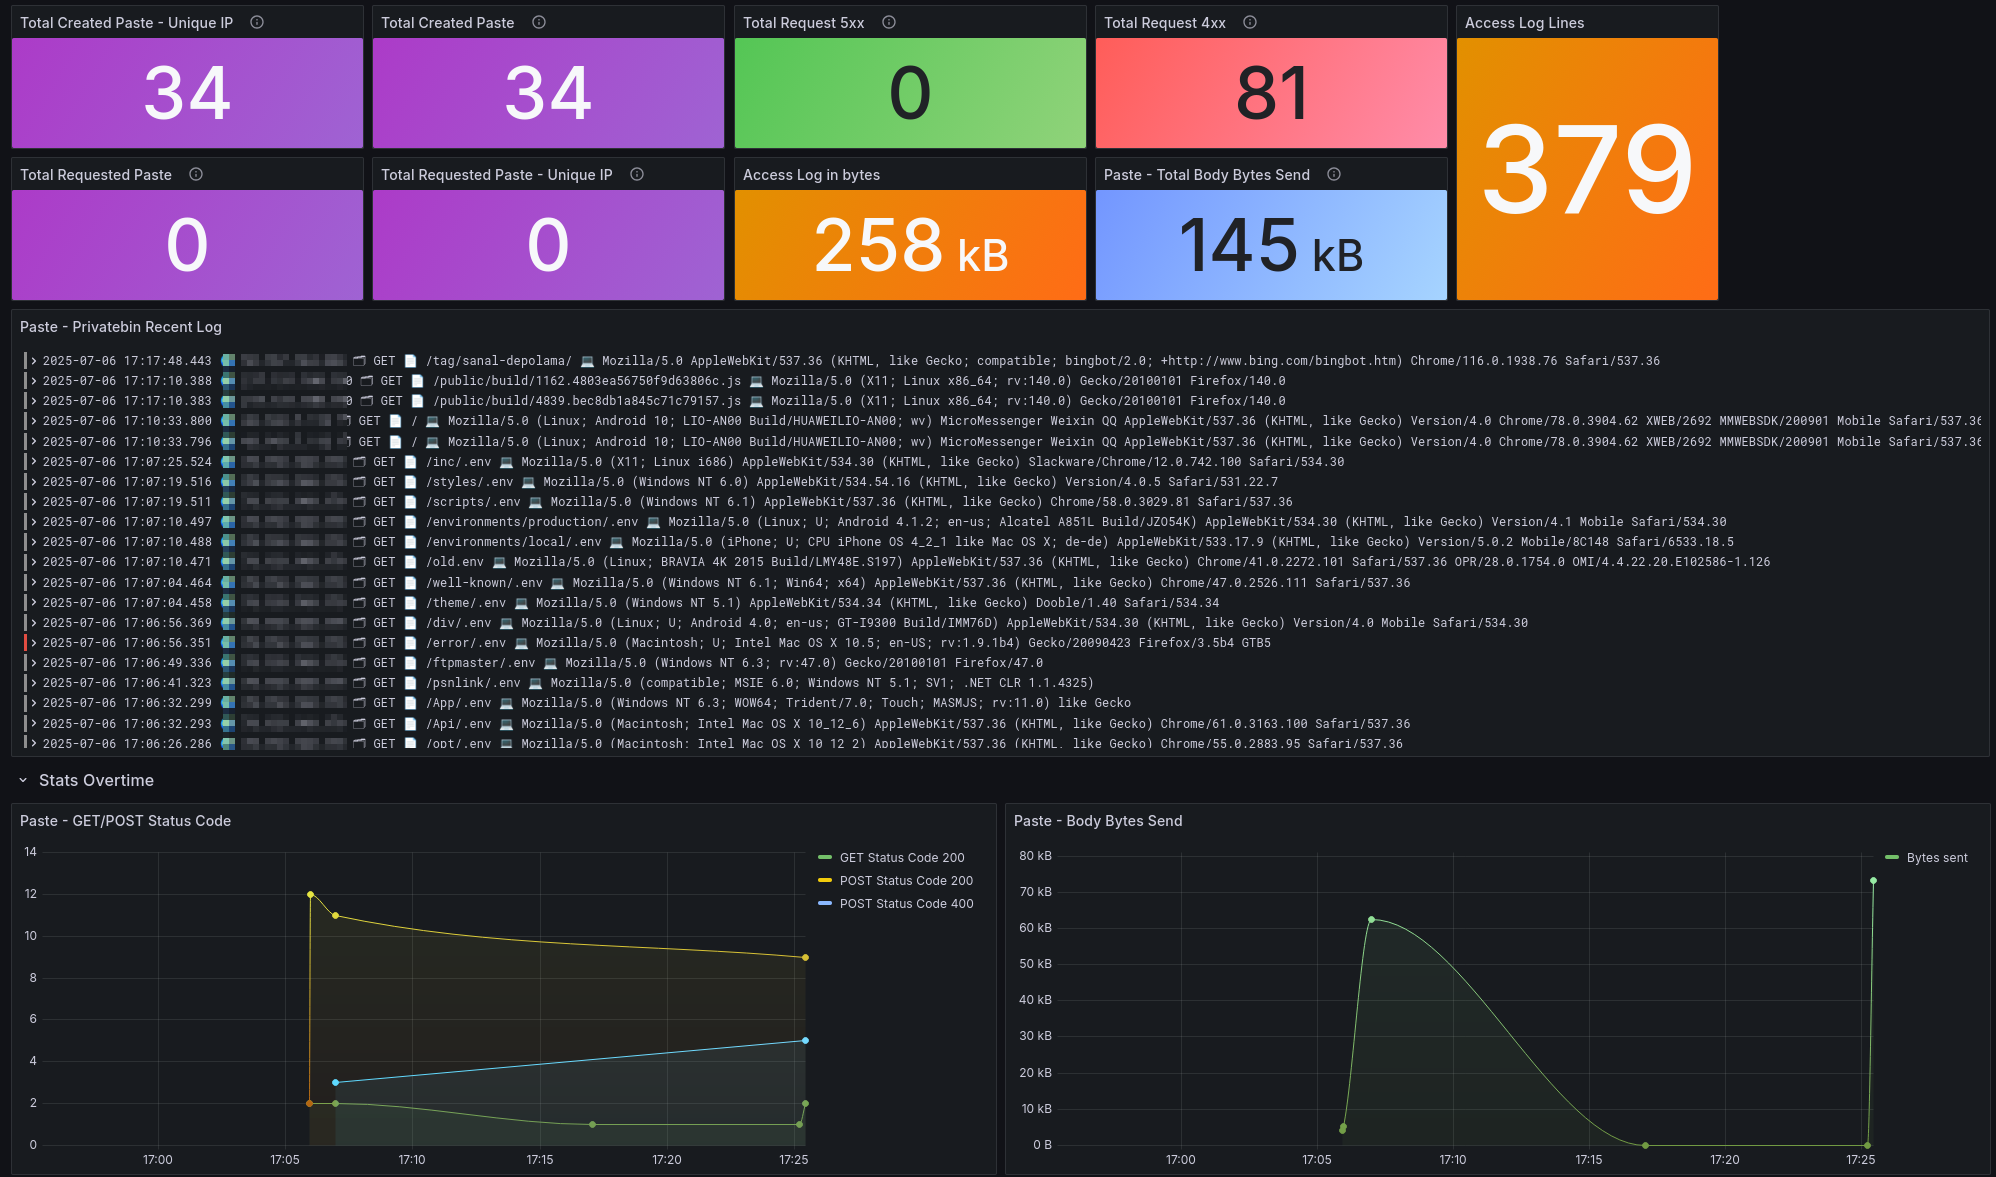 Total Created Paste - Unique IP
34
Total Created Paste
34
Total Request 5xx
0
Total Request 4xx
81
Access Log Lines
379
Total Requested Paste
0
Total Requested Paste - Unique IP
0
Access Log in bytes
258 kB
Paste - Total Body Bytes Send
145 kB
Paste - Privatebin Recent Log
2025-07-06 17:17:48.443 GET /tag/sanal-depolama/ Mozilla/5.0 AppleWebKit/537.36 (KHTML, like Gecko; compatible; bingbot/2.0; +http://www.bing.com/bingbot.htm) Chrome/116.0.1938.76 Safari/537.36
2025-07-06 17:17:10.388 0 GET /public/build/1162.4803ea56750f9d63806c.js Mozilla/5.0 (X11; Linux x86_64; rv:140.0) Gecko/20100101 Firefox/140.0
2025-07-06 17:17:10.383 0 GET /public/build/4839.bec8db1a845c71c79157.js Mozilla/5.0 (X11; Linux x86_64; rv:140.0) Gecko/20100101 Firefox/140.0
2025-07-06 17:10:33.800 GET / Mozilla/5.0 (Linux; Android 10; LIO-AN00 Build/HUAWEILIO-AN00; wv) MicroMessenger Weixin QQ AppleWebKit/537.36 (KHTML, like Gecko) Version/4.0 Chrome/78.0.3904.62 XWEB/2692 MMWEBSDK/200901 Mobile Safari/537.36
2025-07-06 17:10:33.796 GET / Mozilla/5.0 (Linux; Android 10; LIO-AN00 Build/HUAWEILIO-AN00; wv) MicroMessenger Weixin QQ AppleWebKit/537.36 (KHTML, like Gecko) Version/4.0 Chrome/78.0.3904.62 XWEB/2692 MMWEBSDK/200901 Mobile Safari/537.36
2025-07-06 17:07:25.524 GET /inc/.env Mozilla/5.0 (X11; Linux i686) AppleWebKit/534.30 (KHTML, like Gecko) Slackware/Chrome/12.0.742.100 Safari/534.30
2025-07-06 17:07:19.516 GET /styles/.env Mozilla/5.0 (Windows NT 6.0) AppleWebKit/534.54.16 (KHTML, like Gecko) Version/4.0.5 Safari/531.22.7
2025-07-06 17:07:19.511 GET /scripts/.env Mozilla/5.0 (Windows NT 6.1) AppleWebKit/537.36 (KHTML, like Gecko) Chrome/58.0.3029.81 Safari/537.36
2025-07-06 17:07:10.497 GET /environments/production/.env Mozilla/5.0 (Linux; U; Android 4.1.2; en-us; Alcatel A851L Build/JZO54K) AppleWebKit/534.30 (KHTML, like Gecko) Version/4.1 Mobile Safari/534.30
2025-07-06 17:07:10.488 GET /environments/local/.env Mozilla/5.0 (iPhone; U; CPU iPhone OS 4_2_1 like Mac OS X; de-de) AppleWebKit/533.17.9 (KHTML, like Gecko) Version/5.0.2 Mobile/8C148 Safari/6533.18.5
2025-07-06 17:07:10.471 GET /old.env Mozilla/5.0 (Linux; BRAVIA 4K 2015 Build/LMY48E.S197) AppleWebKit/537.36 (KHTML, like Gecko) Chrome/41.0.2272.101 Safari/537.36 OPR/28.0.1754.0 OMI/4.4.22.20.E102586-1.126
2025-07-06 17:07:04.464 GET /well-known/.env Mozilla/5.0 (Windows NT 6.1; Win64; x64) AppleWebKit/537.36 (KHTML, like Gecko) Chrome/47.0.2526.111 Safari/537.36
2025-07-06 17:07:04.458 GET /theme/.env Mozilla/5.0 (Windows NT 5.1) AppleWebKit/534.34 (KHTML, like Gecko) Dooble/1.40 Safari/534.34
2025-07-06 17:06:56.369 GET /div/.env Mozilla/5.0 (Linux; U; Android 4.0; en-us; GT-I9300 Build/IMM76D) AppleWebKit/534.30 (KHTML, like Gecko) Version/4.0 Mobile Safari/534.30
2025-07-06 17:06:56.351 GET /error/.env Mozilla/5.0 (Macintosh; U; Intel Mac OS X 10.5; en-US; rv:1.9.1b4) Gecko/20090423 Firefox/3.5b4 GTB5
2025-07-06 17:06:49.336 GET /ftpmaster/.env Mozilla/5.0 (Windows NT 6.3; rv:47.0) Gecko/20100101 Firefox/47.0
2025-07-06 17:06:41.323 GET /psnlink/.env Mozilla/5.0 (compatible; MSIE 6.0; Windows NT 5.1; SV1; .NET CLR 1.1.4325)
2025-07-06 17:06:32.299 GET /App/.env Mozilla/5.0 (Windows NT 6.3; WOW64; Trident/7.0; Touch; MASMJS; rv:11.0) like Gecko
2025-07-06 17:06:32.293 GET /Api/.env Mozilla/5.0 (Macintosh; Intel Mac OS X 10_12_6) AppleWebKit/537.36 (KHTML, like Gecko) Chrome/61.0.3163.100 Safari/537.36
2025-07-06 17:06:26.286 GET /opt/.env Mozilla/5.0 (Macintosh; Intel Mac OS X 10_12_2) AppleWebKit/537.36 (KHTML, like Gecko) Chrome/55.0.2883.95 Safari/537.36
Stats Overtime
Paste - GET/POST Status Code
14
12
10
8
6
4
2
0
17:00 17:05 17:10 17:15 17:20 17:25
GET Status Code 200
POST Status Code 200
POST Status Code 400
Paste - Body Bytes Send
80 kB
70 kB
60 kB
50 kB
40 kB
30 kB
20 kB
10 kB
0 B
17:00 17:05 17:10 17:15 17:20 17:25
Bytes sent